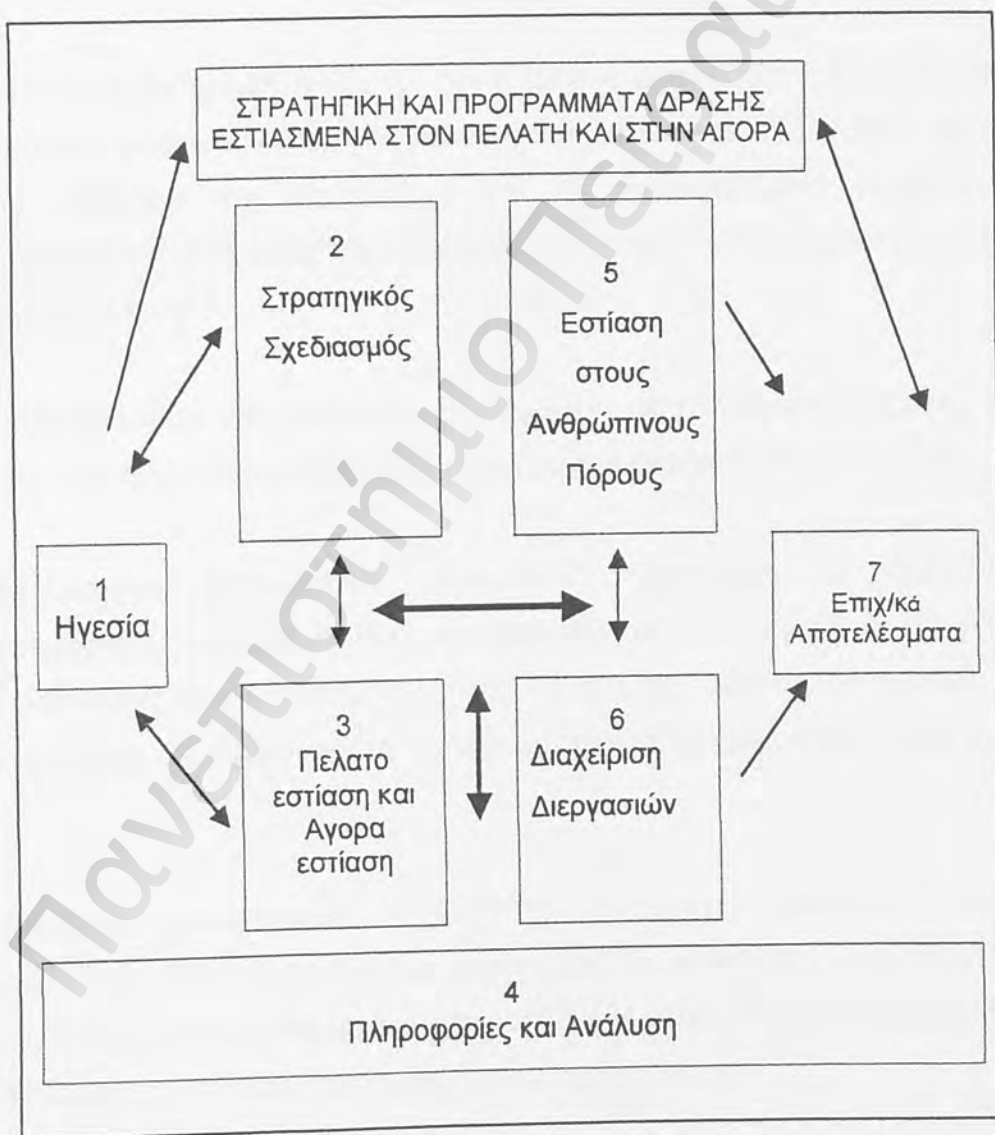 ΣΤΡΑΤΗΓΙΚΗ ΚΑΙ ΠΡΟΓΡΑΜΜΑΤΑ ΔΡΑΣΗΣ
ΕΣΤΙΑΣΜΕΝΑ ΣΤΟΝ ΠΕΛΑΤΗ ΚΑΙ ΣΤΗΝ ΑΓΟΡΑ
2
Στρατηγικός
Σχεδιασμός
5
Εστίαση
στους
Ανθρώπινους
Πόρους
1
Ηγεσία
7
Επιχ/κά
Αποτελέσματα
3
Πελατο
εστίαση και
Αγορα
εστίαση
6
Διαχείριση
Διεργασιών
4
Πληροφορίες και Ανάλυση
Πανεπιστήμιο